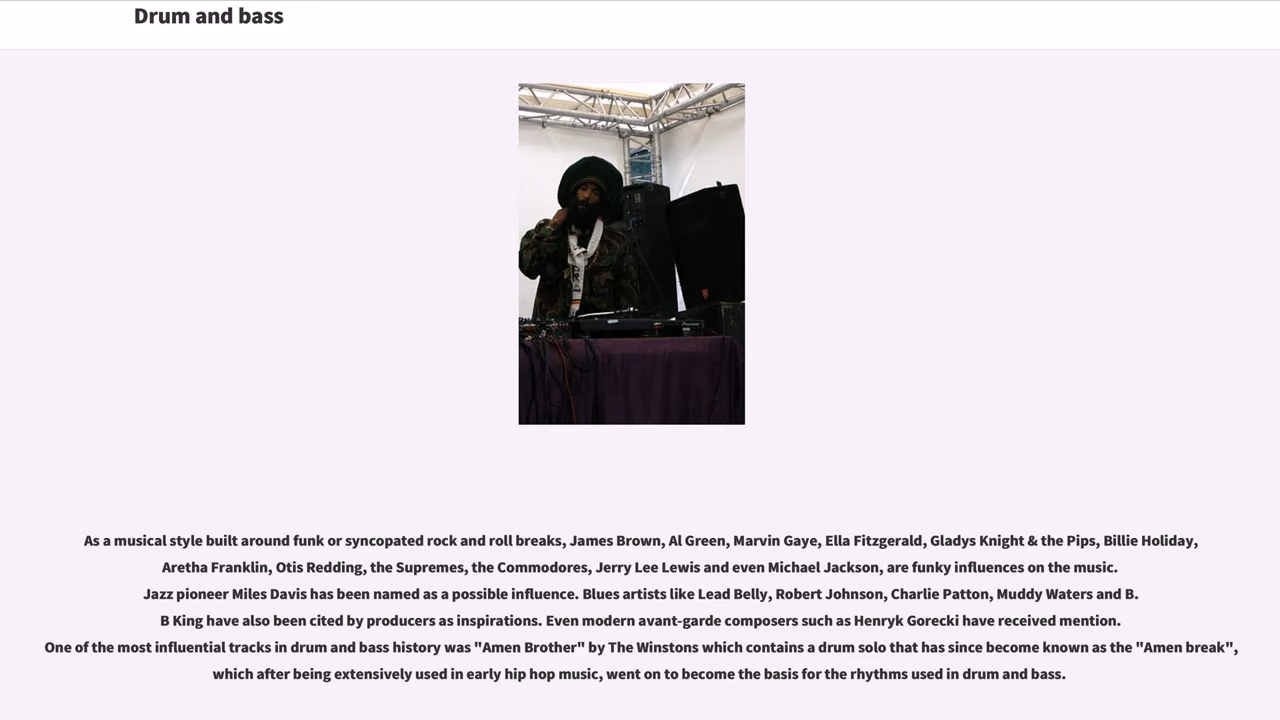 Drum and bass
As a musical style built around funk or syncopated rock and roll breaks, James Brown, Al Green, Marvin Gaye, Ella Fitzgerald, Gladys Knight & the Pips, Billie Holiday,
Aretha Franklin, Otis Redding, the Supremes, the Commodores, Jerry Lee Lewis and even Michael Jackson, are funky influences on the music.
Jazz pioneer Miles Davis has been named as a possible influence. Blues artists like Lead Belly, Robert Johnson, Charlie Patton, Muddy Waters and B.
B King have also been cited by producers as inspirations. Even modern avant-garde composers such as Henryk Gorecki have received mention.
One of the most influential tracks in drum and bass history was "Amen Brother" by The Winstons which contains a drum solo that has since become known as the "Amen break",
which after being extensively used in early hip hop music, went on to become the basis for the rhythms used in drum and bass.